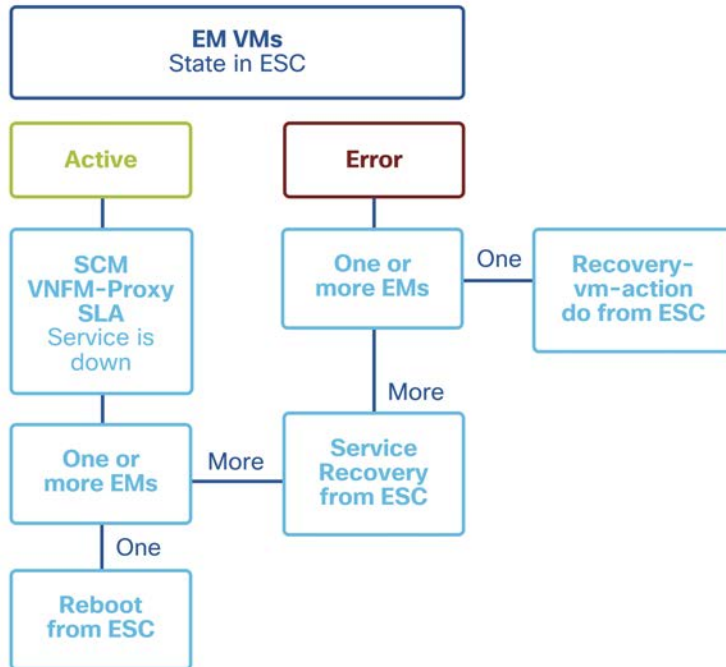 EM VMs
State in ESC
Active
Error
SCM
VNFM-Proxy
SLA
Service is
down
One or
more EMs
One
Recovery-
vm-action
do from ESC
More
One or
more EMs
More
Service
Recovery
from ESC
One
Reboot
from ESC